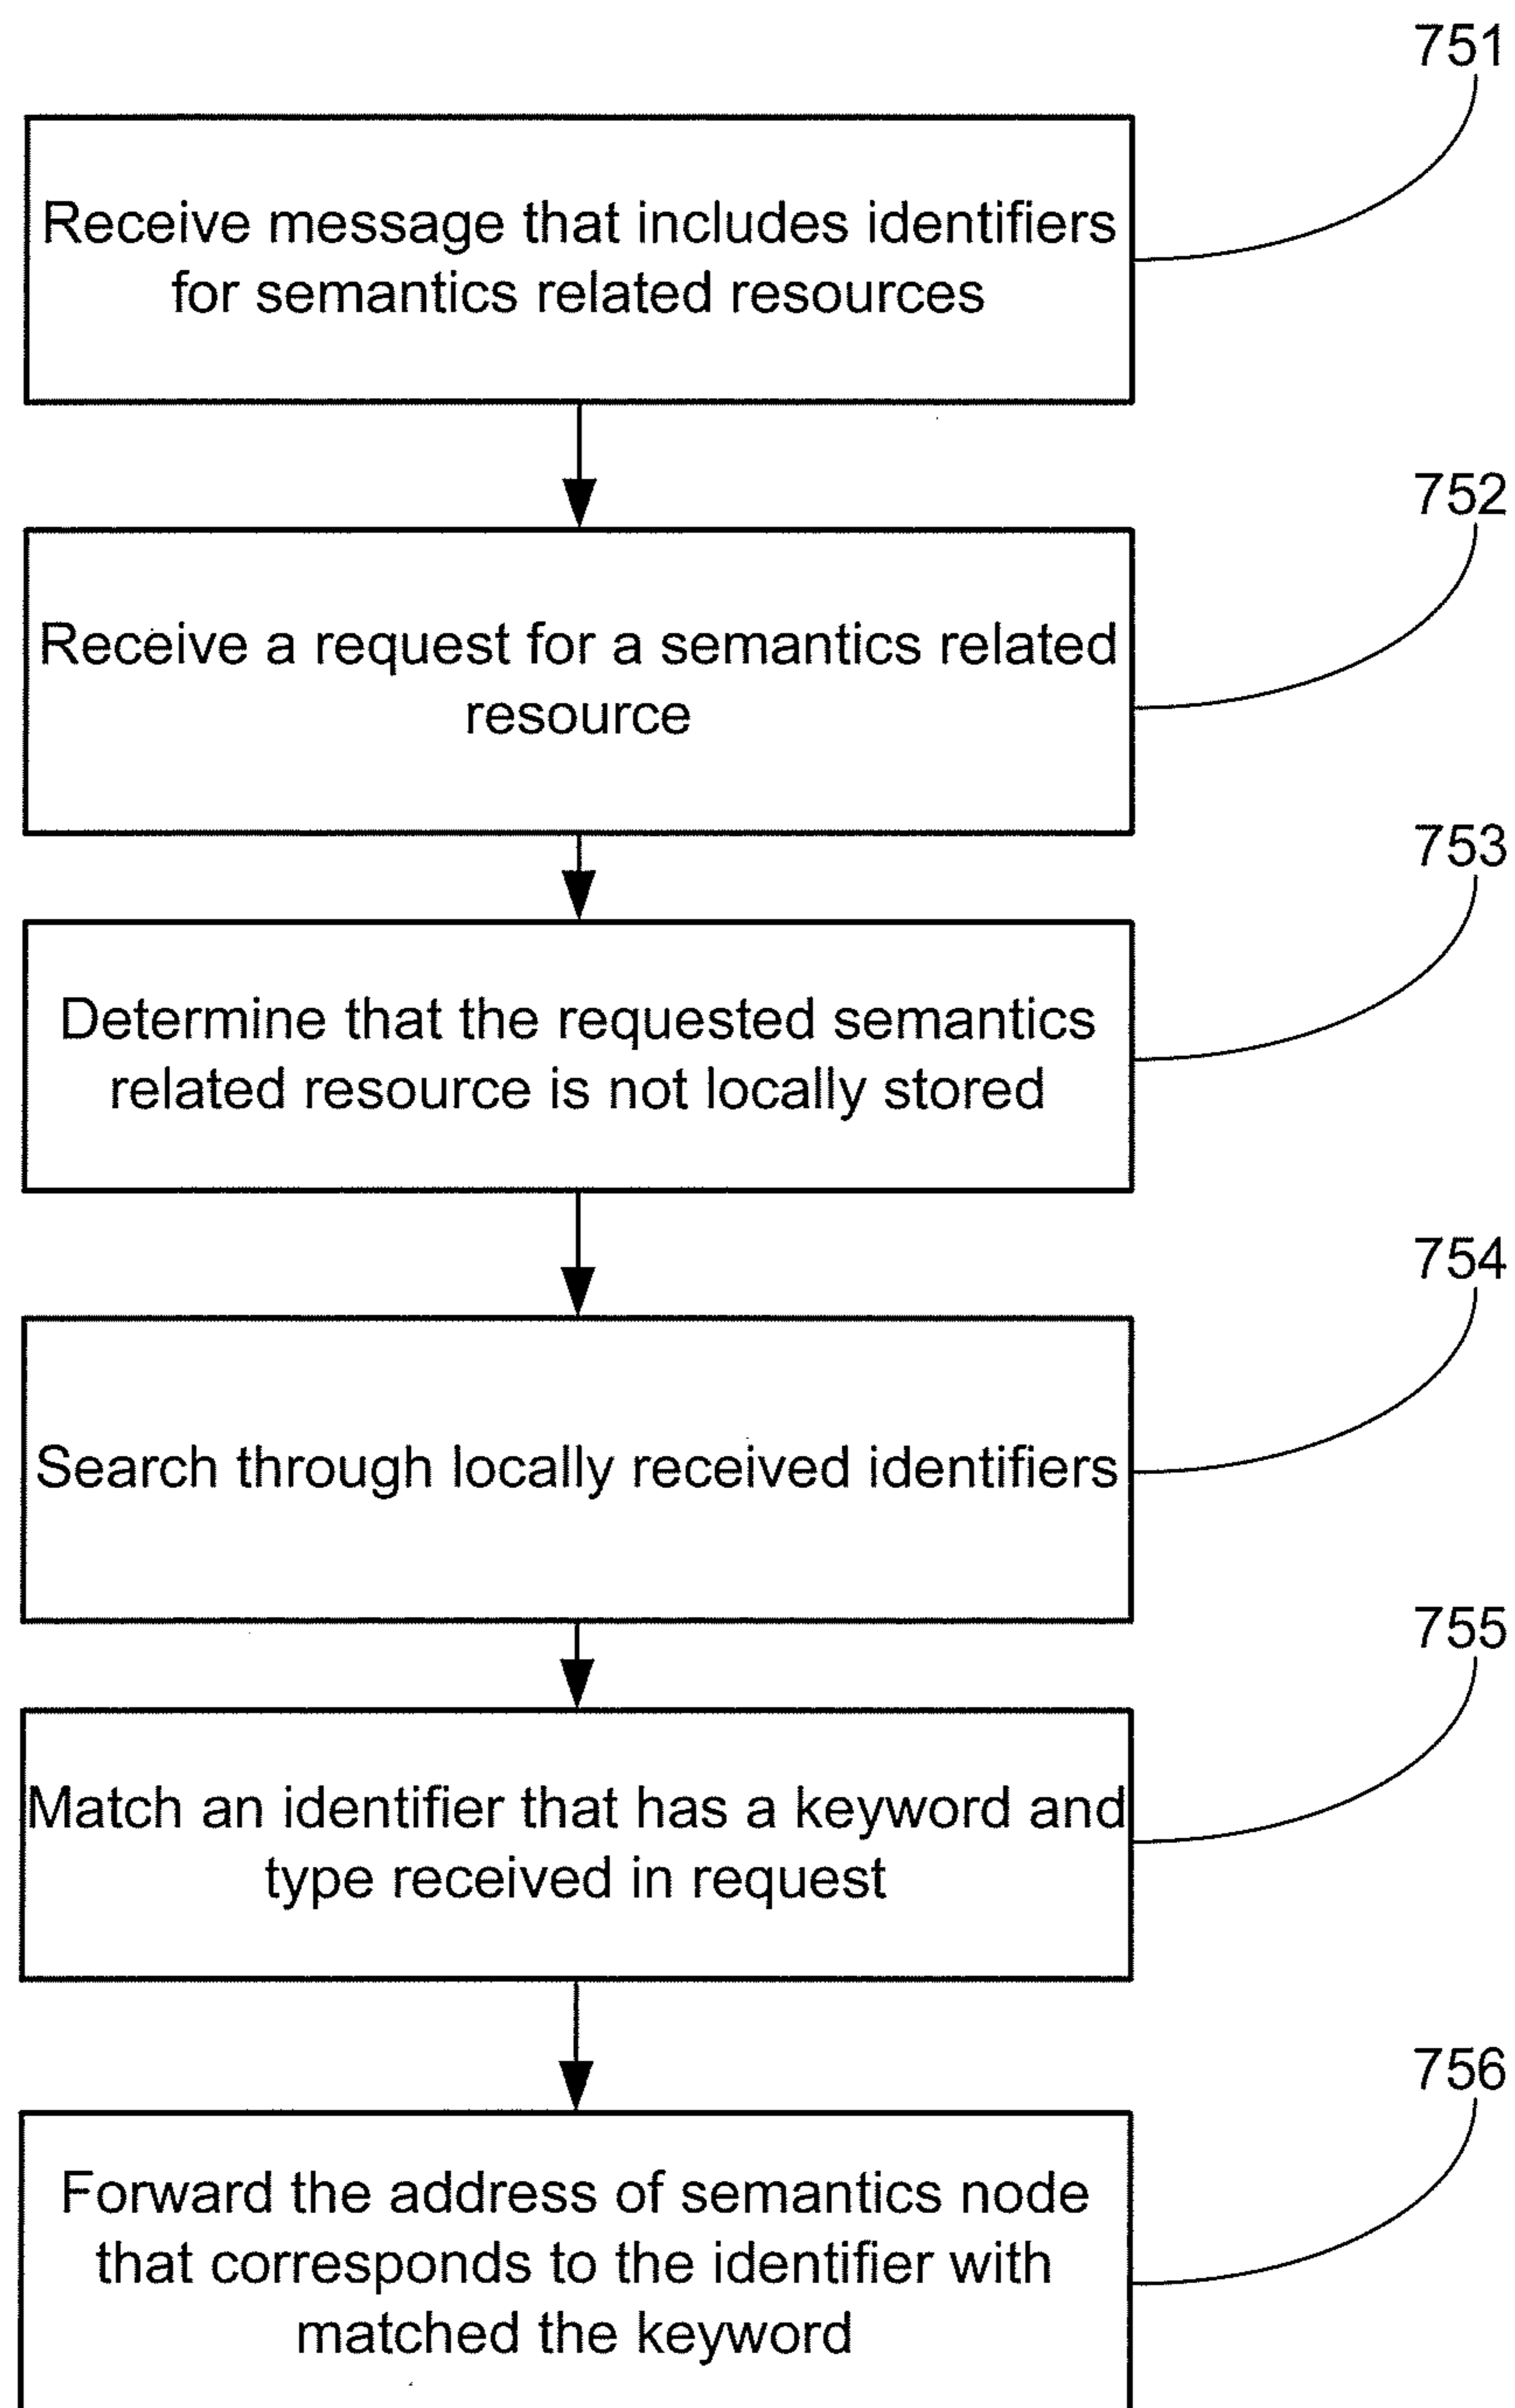 751
Receive message that includes identifiers
for semantics related resources
752
Receive a request for a semantics related
resource
753
Determine that the requested semantics
related resource is not locally stored
754
Search through locally received identifiers
755
Match an identifier that has a keyword and
type received in request
756
Forward the address of semantics node
that corresponds to the identifier with
matched the keyword